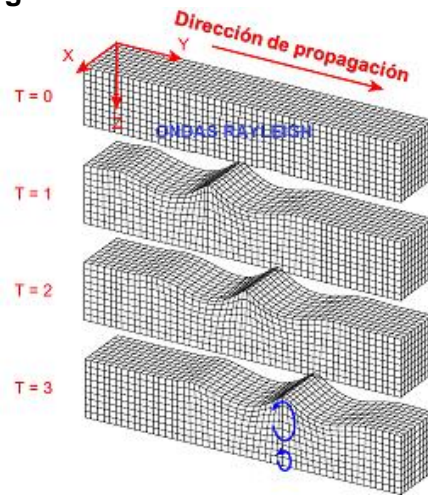 g
Dirección de propagación
X
Y
Z
T = 0
ONDAS RAYLEIGH
T = 1
T = 2
T = 3